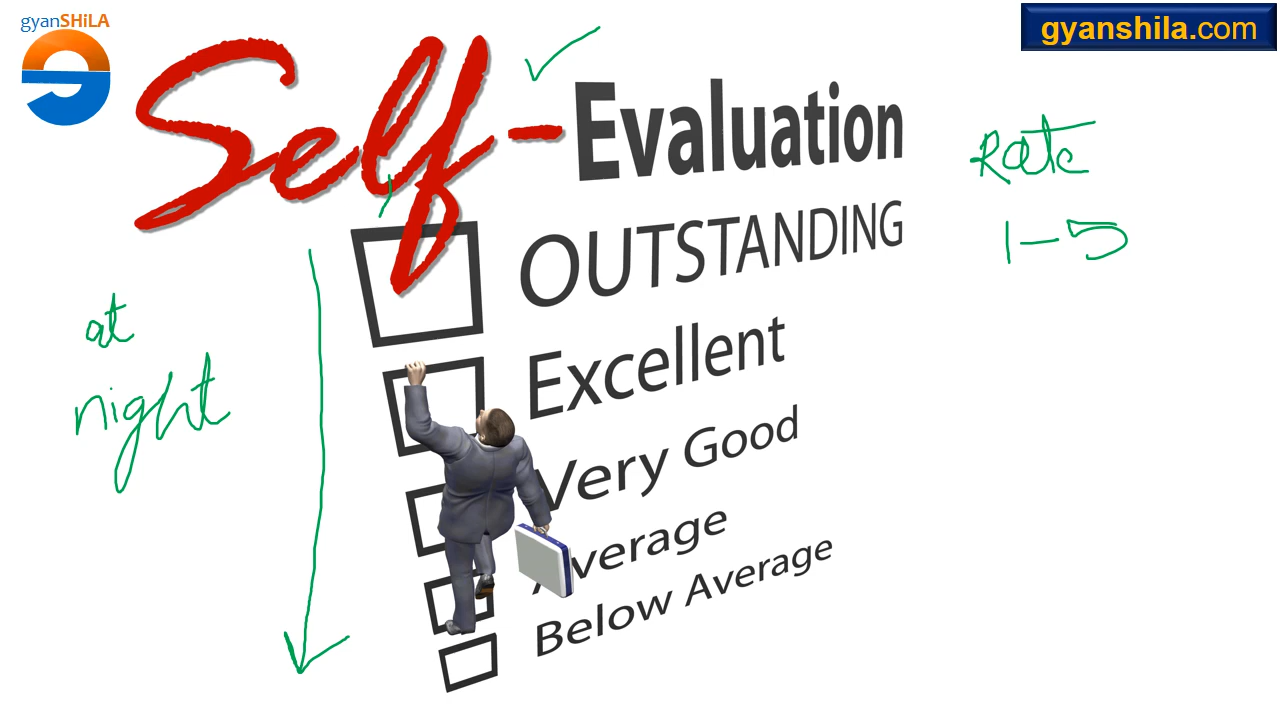 gyanSHiLA
gyanshila.com
Self-Evaluation
Rate
1-5
OUTSTANDING
at
night
Excellent
Very Good
Average
Below Average